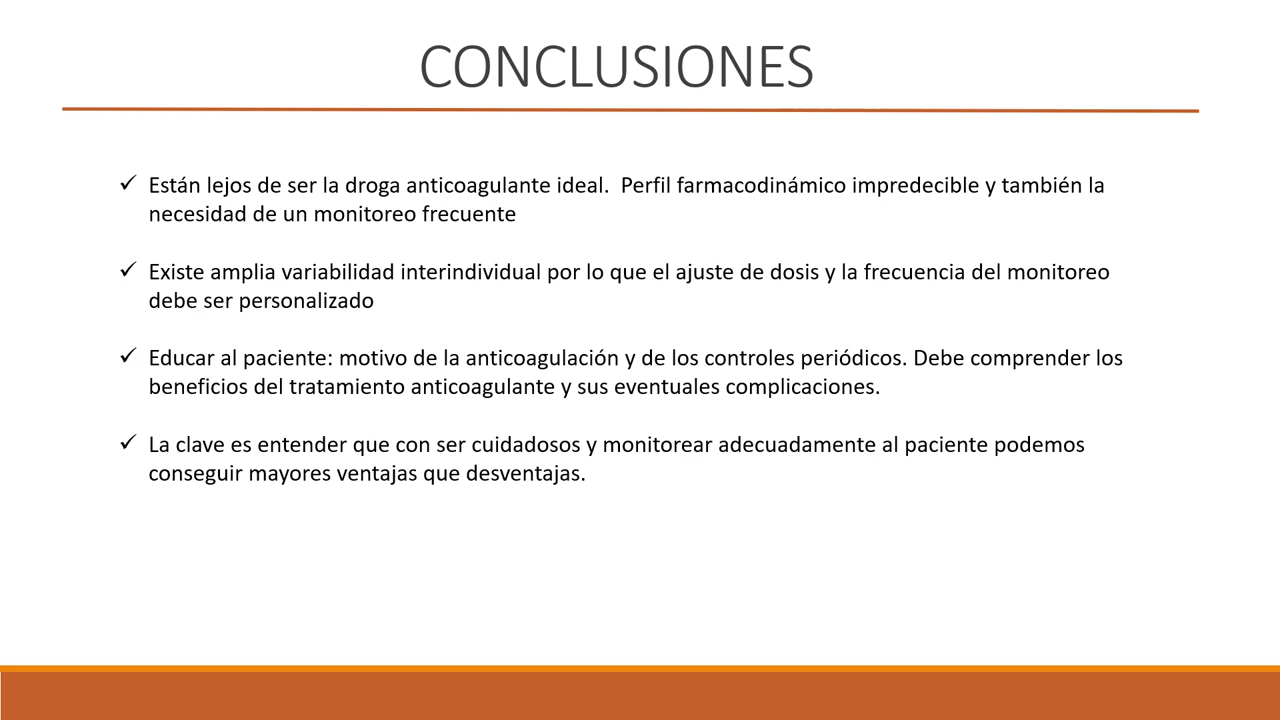 CONCLUSIONES
✓ Están lejos de ser la droga anticoagulante ideal.  Perfil farmacodinámico impredecible y también la
necesidad de un monitoreo frecuente
✓ Existe amplia variabilidad interindividual por lo que el ajuste de dosis y la frecuencia del monitoreo
debe ser personalizado
✓ Educar al paciente: motivo de la anticoagulación y de los controles periódicos. Debe comprender los
beneficios del tratamiento anticoagulante y sus eventuales complicaciones.
✓ La clave es entender que con ser cuidadosos y monitorear adecuadamente al paciente podemos
conseguir mayores ventajas que desventajas.